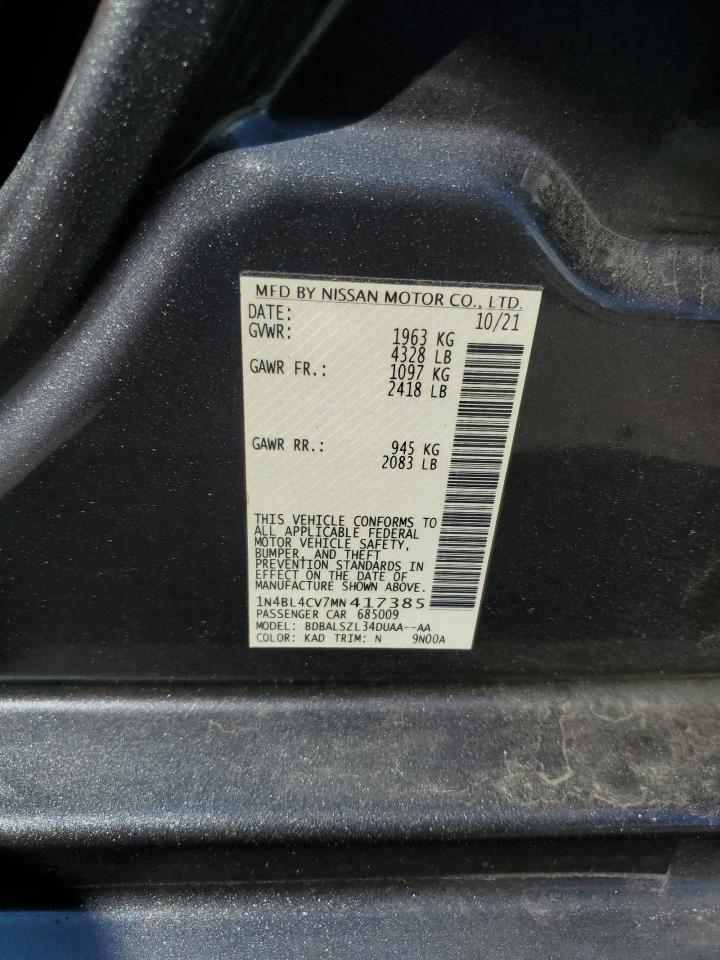 MFD BY NISSAN MOTOR CO., LTD.
DATE: 10/21
GVWR: 1963 KG
4328 LB
GAWR FR.: 1097 KG
2418 LB
GAWR RR.: 945 KG
2083 LB
THIS VEHICLE CONFORMS TO
ALL APPLICABLE FEDERAL
MOTOR VEHICLE SAFETY,
BUMPER, AND THEFT
PREVENTION STANDARDS IN
EFFECT ON THE DATE OF
MANUFACTURE SHOWN ABOVE.
1N4BL4CV7MN417385
PASSENGER CAR 685009
MODEL: BDBALSZL34DUAA--AA
COLOR: KAD TRIM: N 9N00A